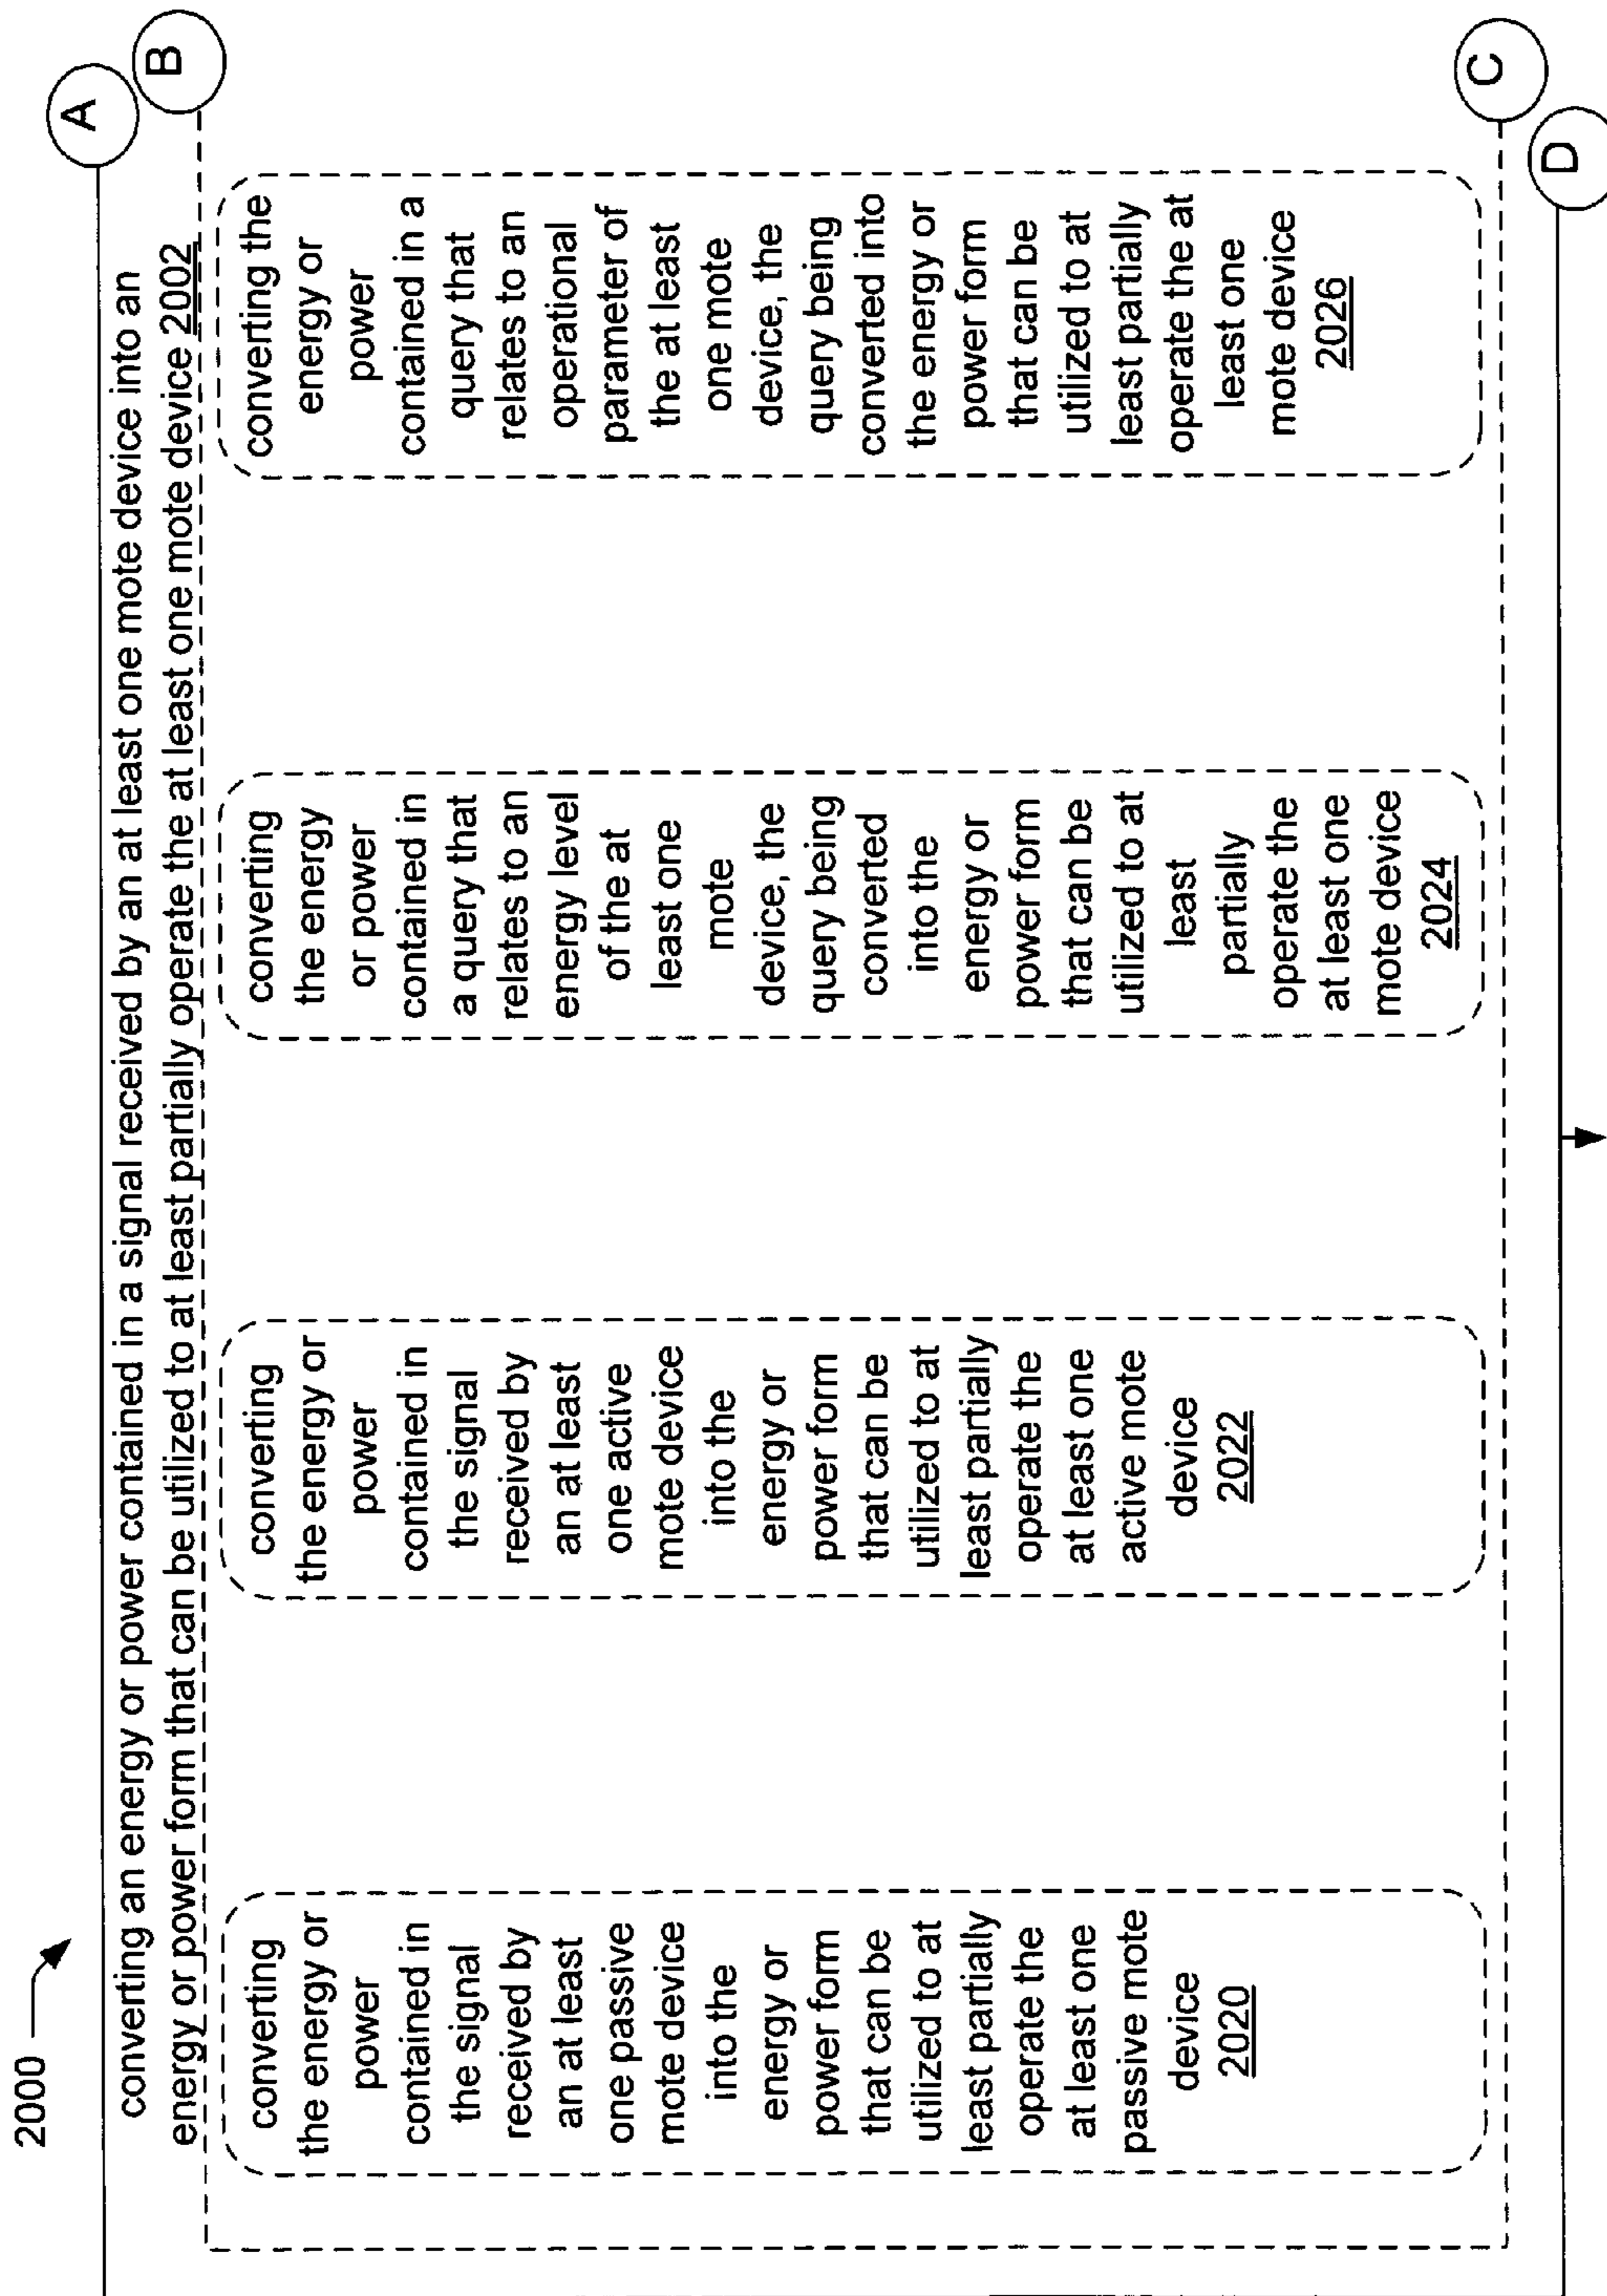 2000
A
B
converting an energy or power contained in a signal received by an at least one mote device into an
energy or power form that can be utilized to at least partially operate the at least one mote device 2002
converting
the energy or
power
contained in
the signal
received by
an at least
one passive
mote device
into the
energy or
power form
that can be
utilized to at
least partially
operate the
at least one
passive mote
device
2020
converting
the energy or
power
contained in
the signal
received by
an at least
one active
mote device
into the
energy or
power form
that can be
utilized to at
least partially
operate the
at least one
active mote
device
2022
converting
the energy
or power
contained in
a query that
relates to an
energy level
of the at
least one
mote
device, the
query being
converted
into the
energy or
power form
that can be
utilized to at
least
partially
operate the
at least one
mote device
2024
converting the
energy or
power
contained in a
query that
relates to an
operational
parameter of
the at least
one mote
device, the
query being
converted into
the energy or
power form
that can be
utilized to at
least partially
operate the at
least one
mote device
2026
C
D